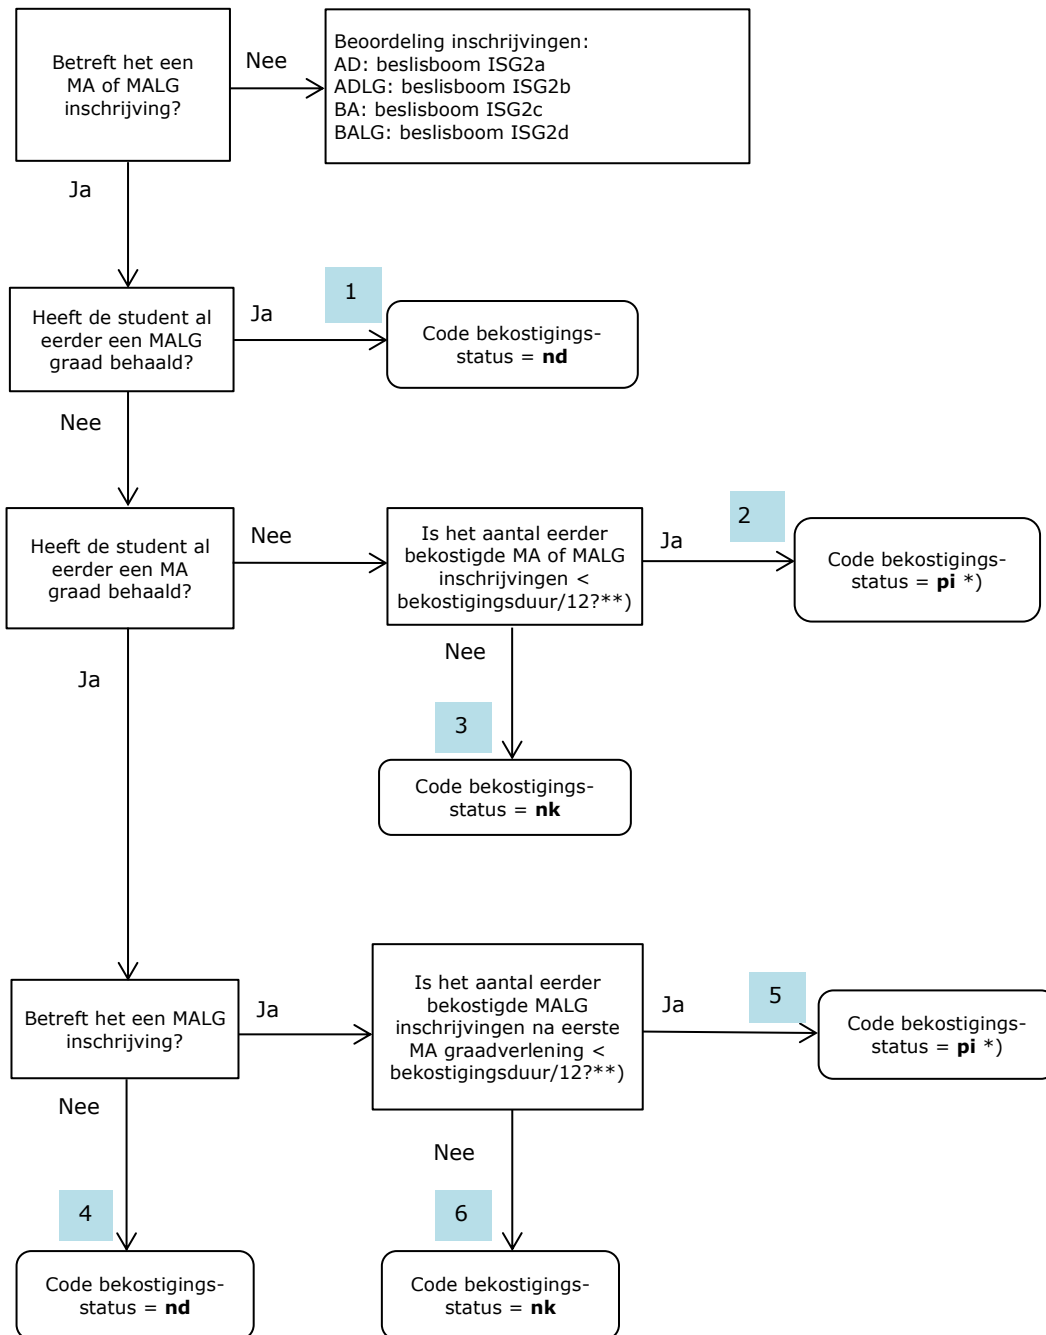 Betreft het een
MA of MALG
inschrijving?
Nee
Beoordeling inschrijvingen:
AD: beslisboom ISG2a
ADLG: beslisboom ISG2b
BA: beslisboom ISG2c
BALG: beslisboom ISG2d
Ja
Heeft de student al
eerder een MALG
graad behaald?
Ja
1
Code bekostigings-
status = nd
Nee
Heeft de student al
eerder een MA
graad behaald?
Nee
Is het aantal eerder
bekostigde MA of MALG
inschrijvingen <
bekostigingsduur/12?**)
Ja
2
Code bekostigings-
status = pi *)
Nee
3
Code bekostigings-
status = nk
Ja
Betreft het een MALG
inschrijving?
Ja
Is het aantal eerder
bekostigde MALG
inschrijvingen na eerste
MA graadverlening <
bekostigingsduur/12?**)
Ja
5
Code bekostigings-
status = pi *)
Nee
4
Code bekostigings-
status = nd
Nee
6
Code bekostigings-
status = nk